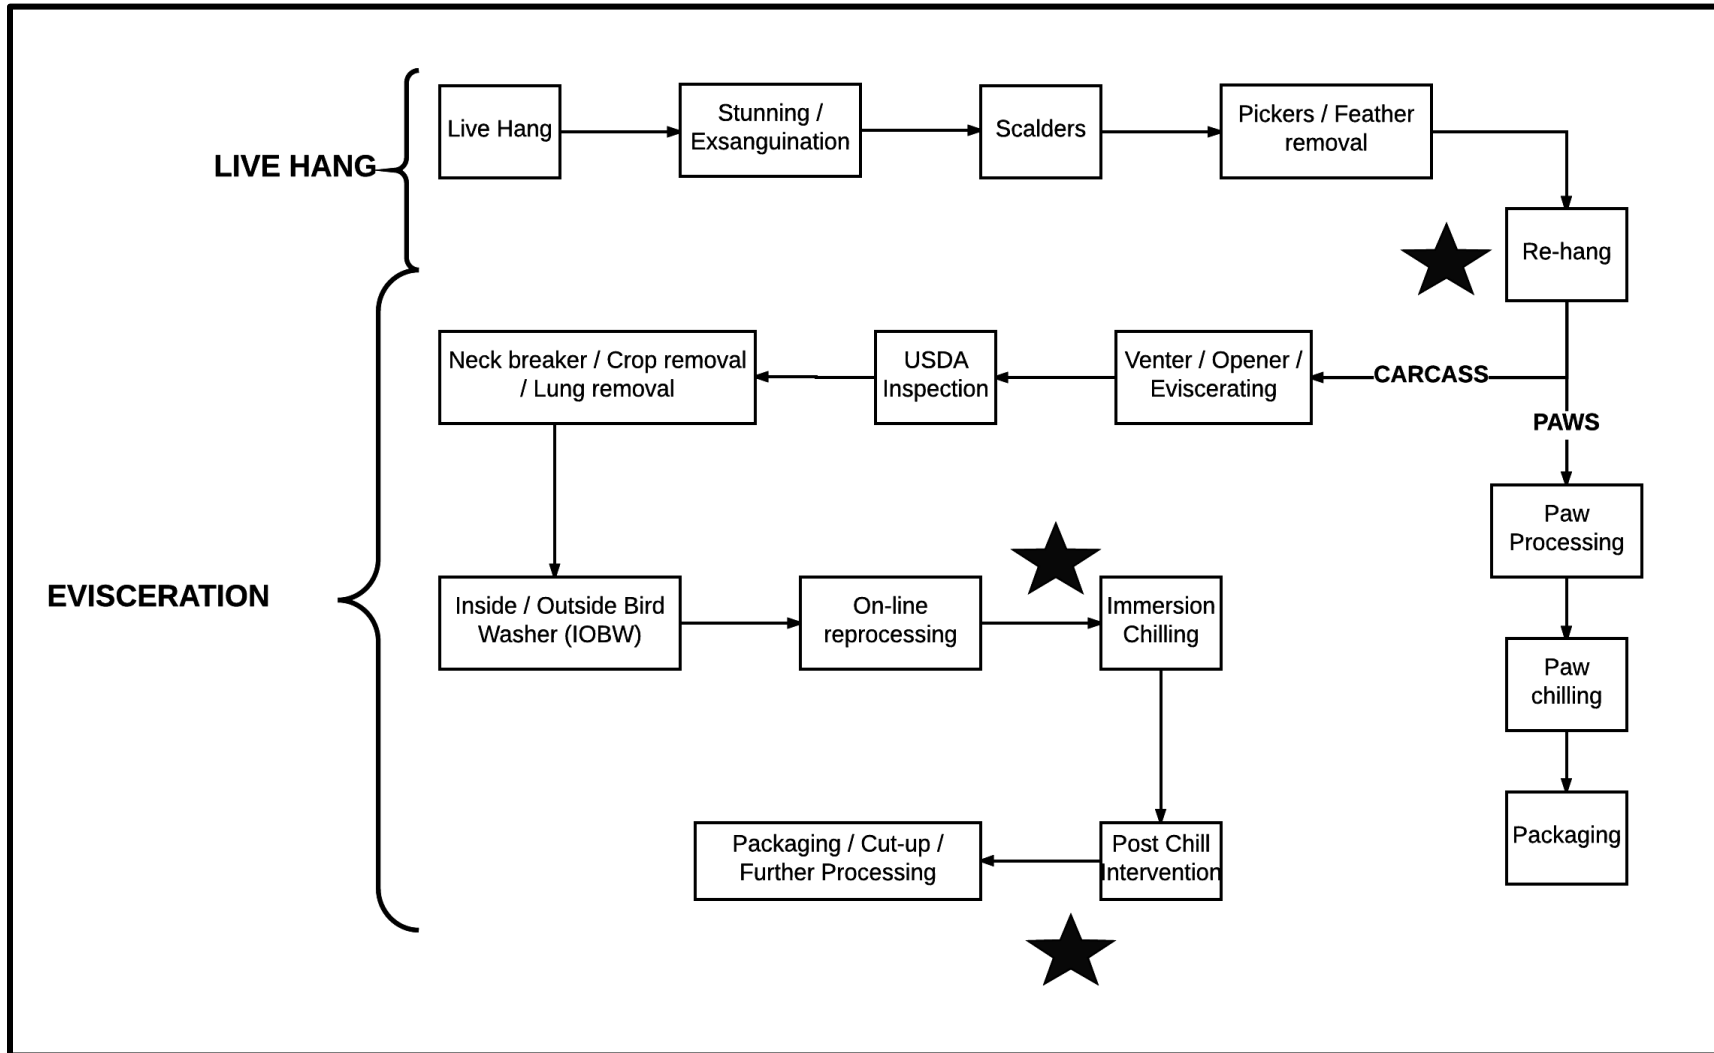 LIVE HANG
Live Hang
Stunning /
Exsanguination
Scalders
Pickers / Feather
removal
Re-hang
EVISCERATION
CARCASS
PAWS
Venter / Opener /
Eviscerating
USDA
Inspection
Neck breaker / Crop removal
/ Lung removal
Inside / Outside Bird
Washer (IOBW)
On-line
reprocessing
Immersion
Chilling
Post Chill
Intervention
Packaging / Cut-up /
Further Processing
Paw
Processing
Paw
chilling
Packaging